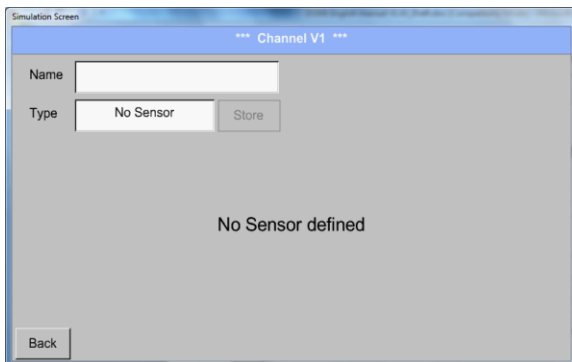 Simulation Screen
*** Channel V1 ***
Name
Type No Sensor Store
No Sensor defined
Back